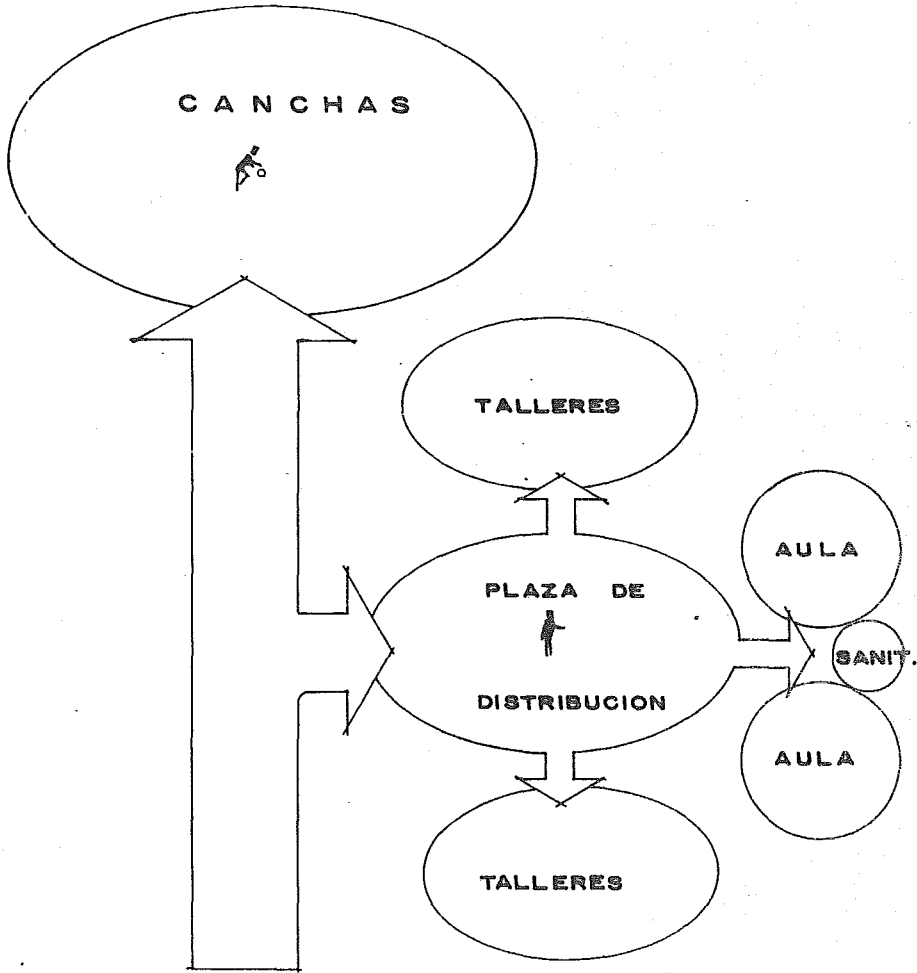 CANCHAS
TALLERES
AULA
PLAZA DE
SANIT.
DISTRIBUCION
AULA
TALLERES